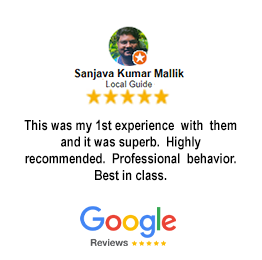 Sanjava Kumar Mallik
Local Guide
This was my 1st experience with them
and it was superb. Highly
recommended. Professional behavior.
Best in class.
Google
Reviews